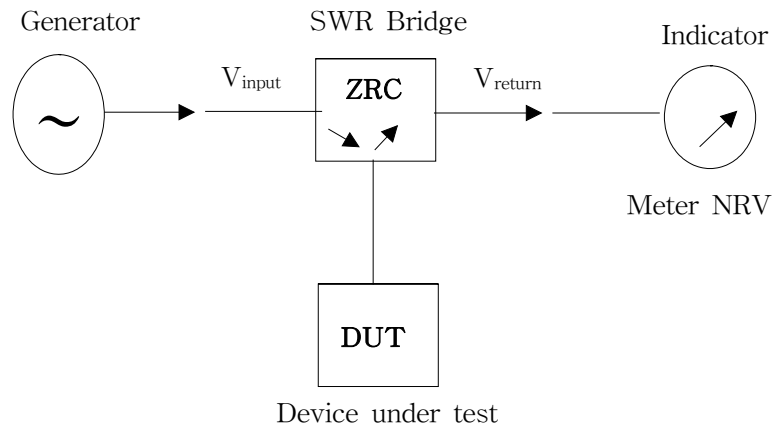 Generator
SWR Bridge
Indicator
Vinput
ZRC
Vreturn
~
Meter NRV
DUT
Device under test